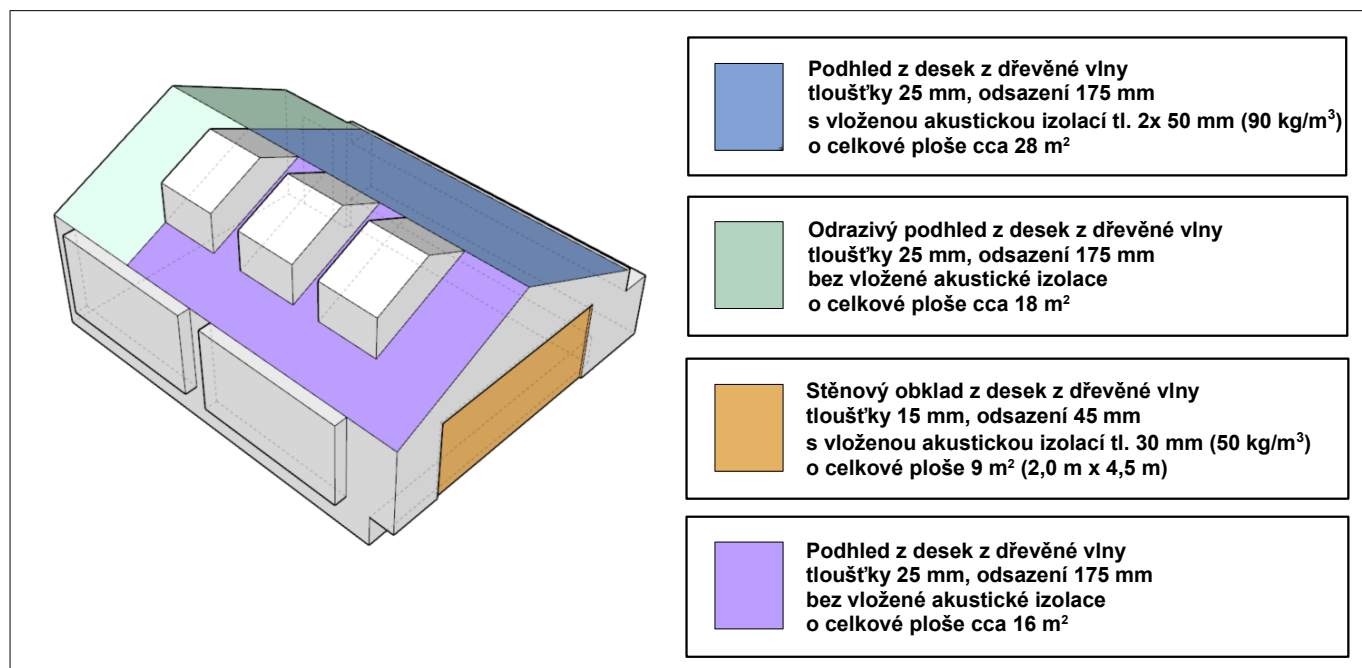 Podhled z desek z dřevěné vlny
tloušťky 25 mm, odsazení 175 mm
s vloženou akustickou izolací tl. 2x 50 mm (90 kg/m³)
o celkové ploše cca 28 m²
Odrazivý podhled z desek z dřevěné vlny
tloušťky 25 mm, odsazení 175 mm
bez vložené akustické izolace
o celkové ploše cca 18 m²
Stěnový obklad z desek z dřevěné vlny
tloušťky 15 mm, odsazení 45 mm
s vloženou akustickou izolací tl. 30 mm (50 kg/m³)
o celkové ploše 9 m² (2,0 m x 4,5 m)
Podhled z desek z dřevěné vlny
tloušťky 25 mm, odsazení 175 mm
bez vložené akustické izolace
o celkové ploše cca 16 m²